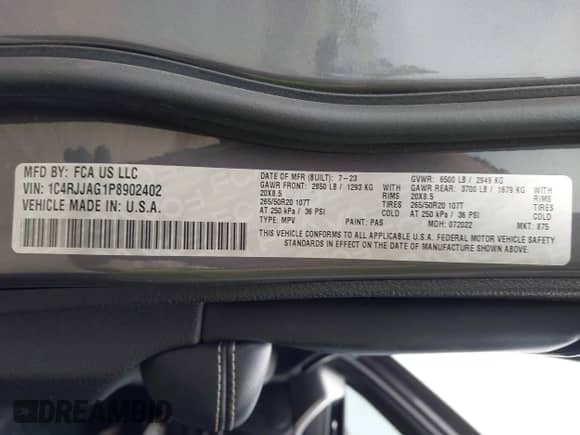 MFD BY: FCA US LLC
VIN: 1C4RJJAG1P8902402
VEHICLE MADE IN: U.S.A.
DATE OF MFR (BUILT): 7-23 GVWR: 6500 LB / 2949 KG
GAWR FRONT: 2850 LB / 1293 KG WITH GAWR REAR: 3700 LB / 1679 KG WITH
20X8.5 RIMS 20X8.5 RIMS
265/50R20 107T TIRES 265/50R20 107T TIRES
AT 250 kPa / 36 PSI COLD AT 250 kPa / 36 PSI COLD
TYPE: MPV PAINT: PAS MDH: 072022 MKT: 875
THIS VEHICLE CONFORMS TO ALL APPLICABLE U.S.A. FEDERAL MOTOR VEHICLE SAFETY
STANDARDS IN EFFECT ON THE DATE OF MANUFACTURE SHOWN ABOVE.
DREAMBID